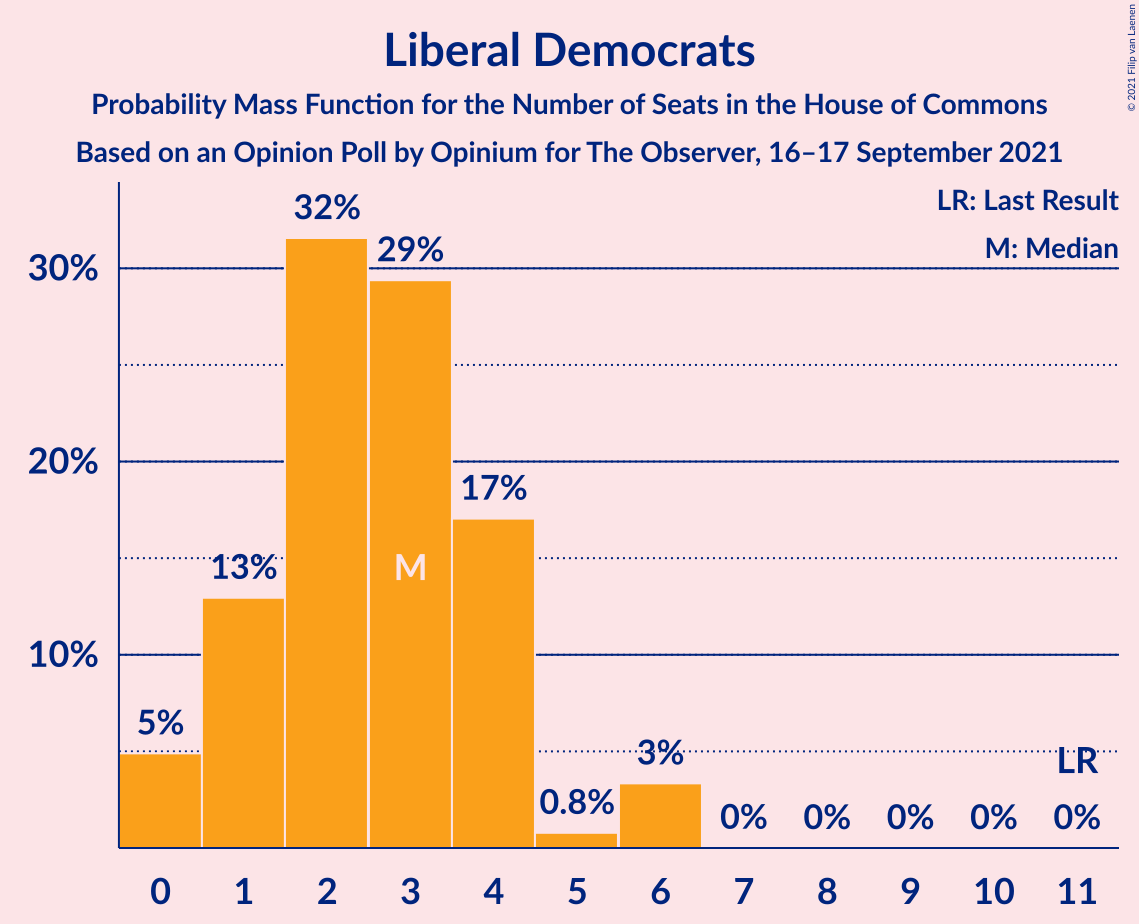 Liberal Democrats
Probability Mass Function for the Number of Seats in the House of Commons
Based on an Opinion Poll by Opinium for The Observer, 16–17 September 2021
© 2021 Filip van Laenen
LR: Last Result
M: Median
30%
20%
10%
5%
13%
32%
29%
17%
0.8%
3%
0%
0%
0%
0%
0%
M
LR
0 1 2 3 4 5 6 7 8 9 10 11